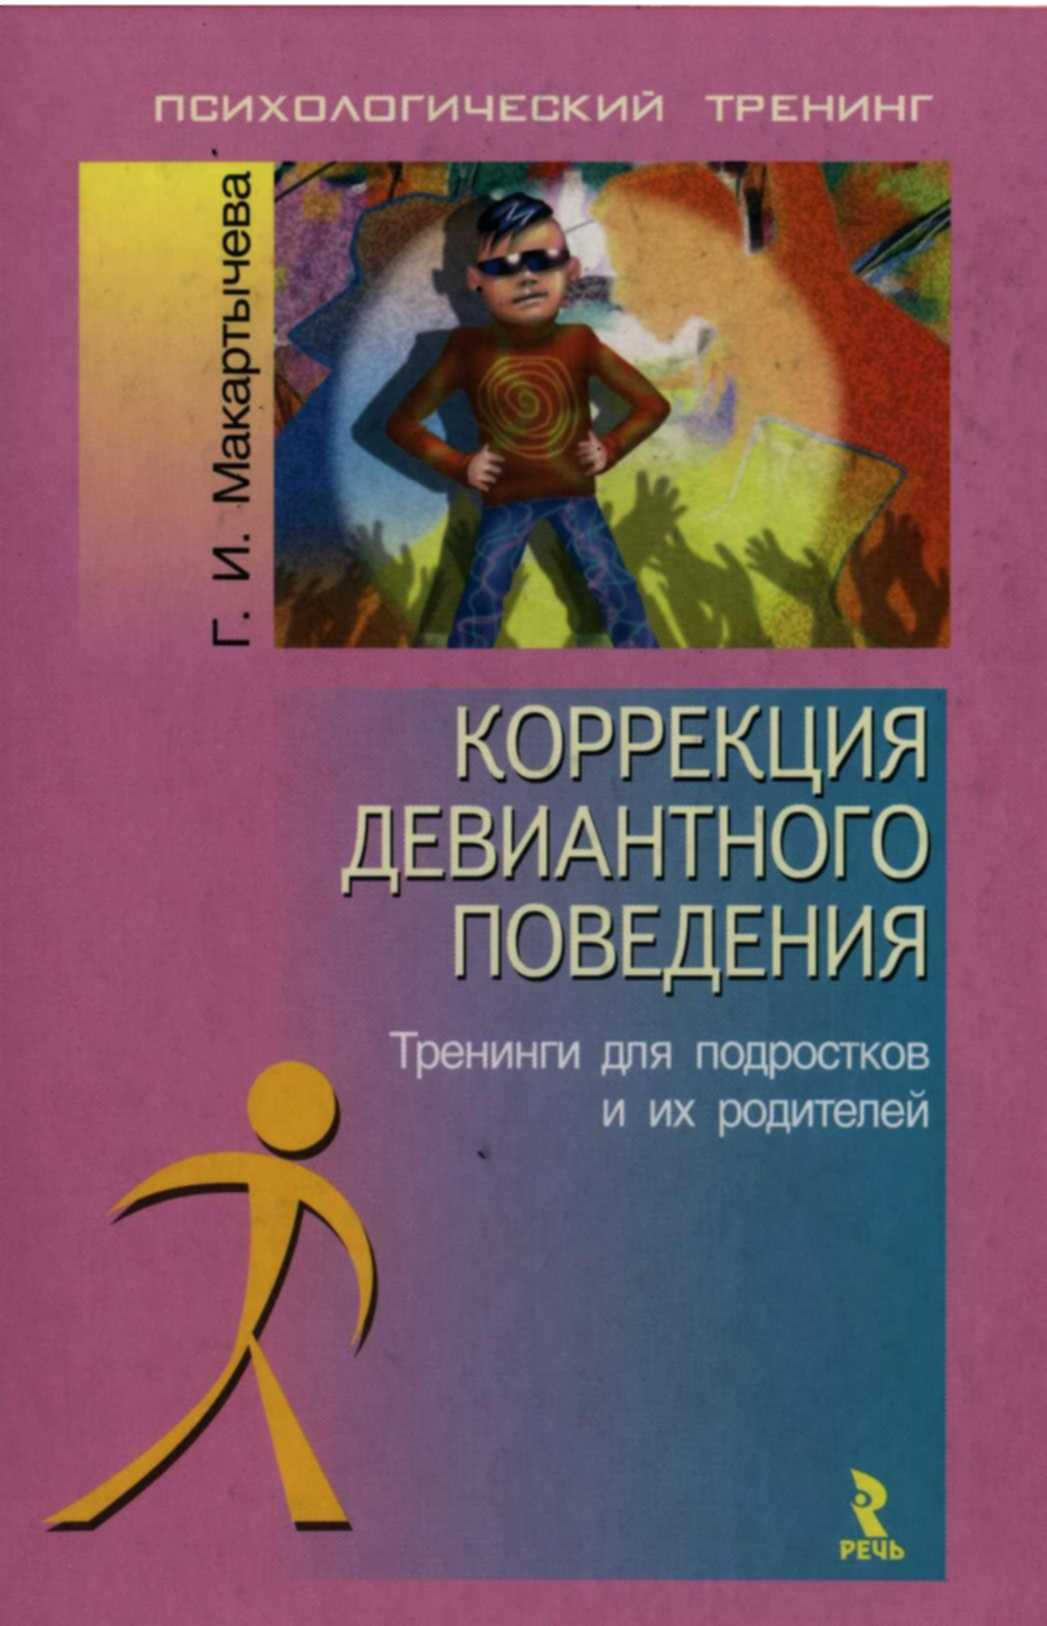 ПСИХОЛОГИЧЕСКИЙ ТРЕНИНГ
Г. И. Макартычева
КОРРЕКЦИЯ
ДЕВИАНТНОГО
ПОВЕДЕНИЯ
Тренинги для подростков
и их родителей
РЕЧЬ